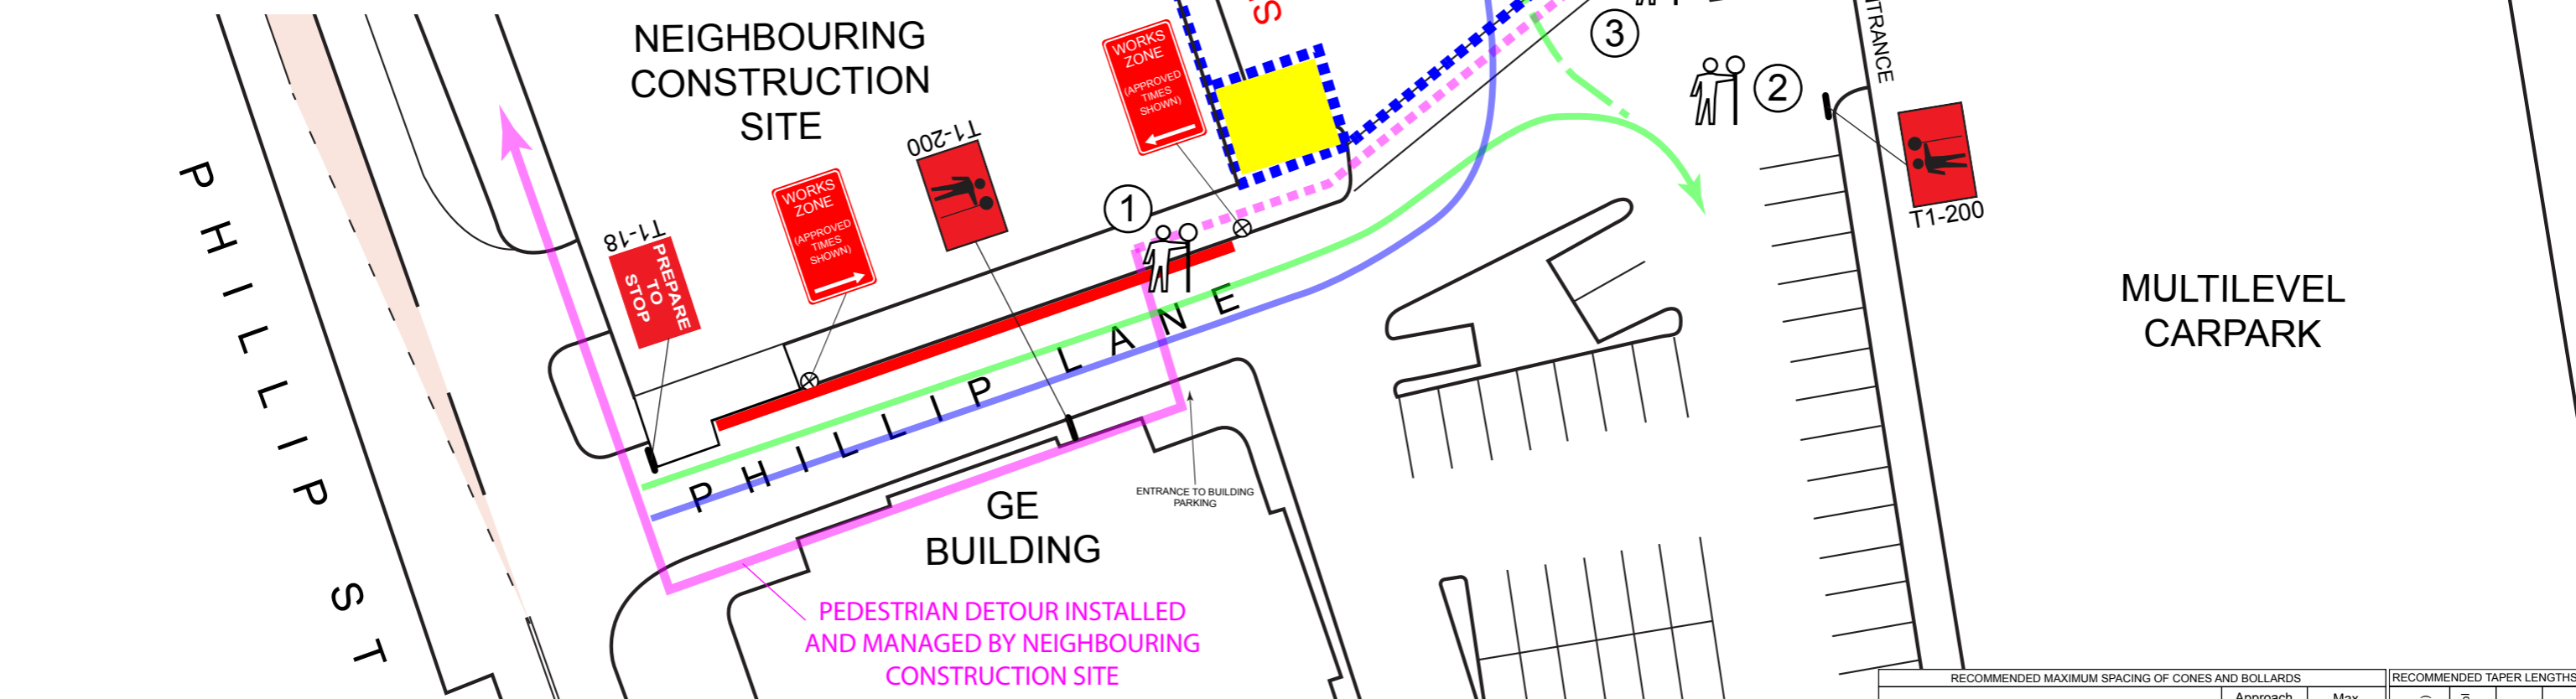 NEIGHBOURING
CONSTRUCTION
SITE
S
WORKS
ZONE
(APPROVED
TIMES
SHOWN)
3
2
T1-200
1
T1-200
WORKS
ZONE
(APPROVED
TIMES
SHOWN)
T1-18
PREPARE
TO
STOP
PHILLIP ST
PHILLIP LANE
MULTILEVEL
CARPARK
ENTRANCE TO BUILDING
PARKING
GE
BUILDING
PEDESTRIAN DETOUR INSTALLED
AND MANAGED BY NEIGHBOURING
CONSTRUCTION SITE
RECOMMENDED MAXIMUM SPACING OF CONES AND BOLLARDS
RECOMMENDED TAPER LENGTHS
Approach
Max